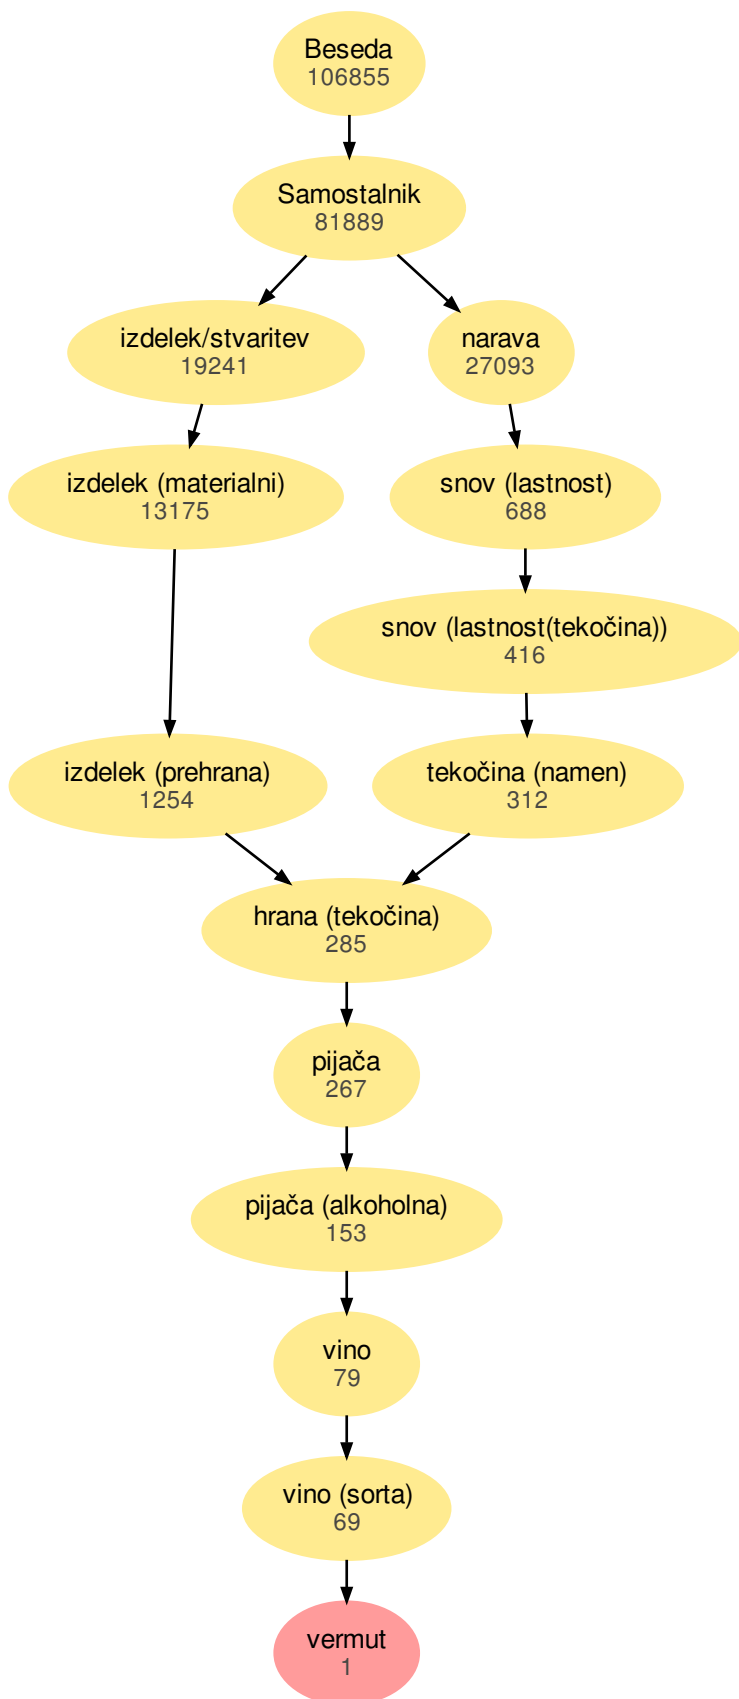 Beseda
106855
Samostalnik
81889
izdelek/stvaritev
19241
narava
27093
izdelek (materialni)
13175
snov (lastnost)
688
snov (lastnost(tekočina))
416
izdelek (prehrana)
1254
tekočina (namen)
312
hrana (tekočina)
285
pijača
267
pijača (alkoholna)
153
vino
79
vino (sorta)
69
vermut
1